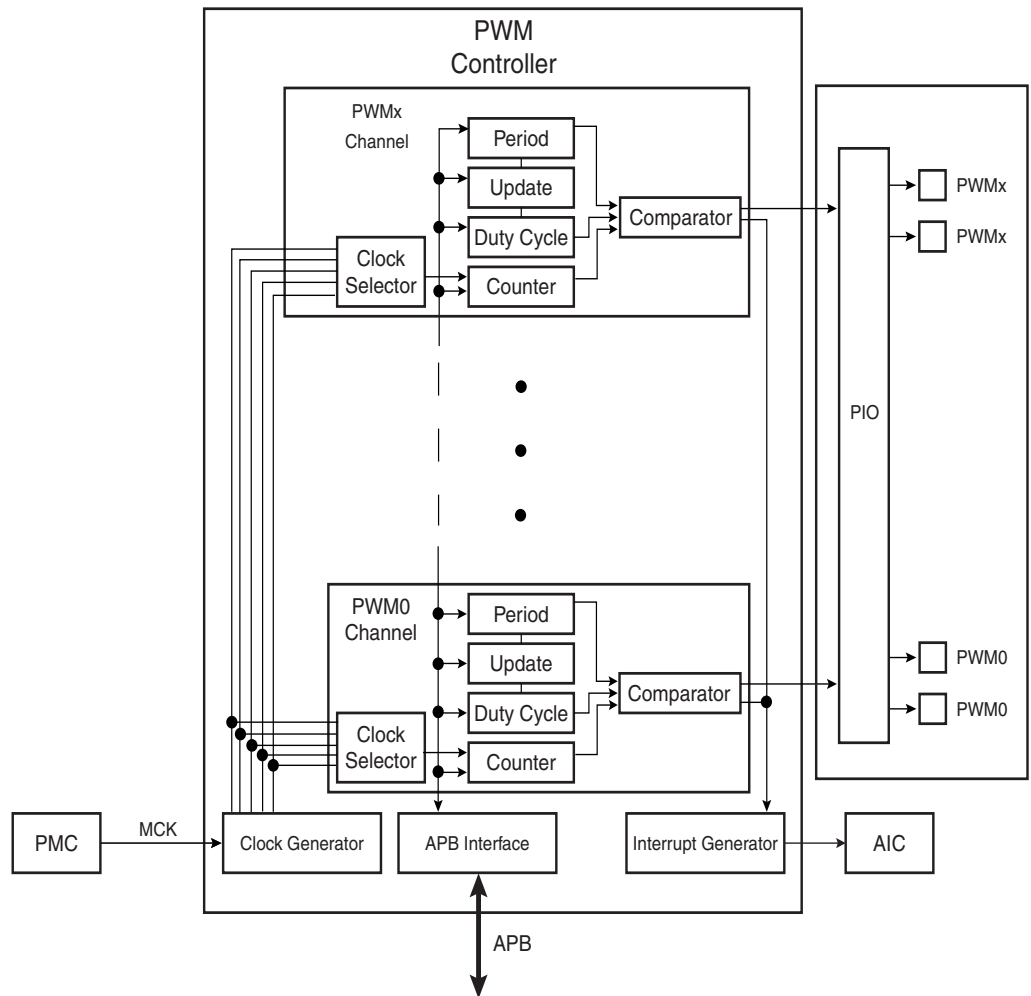 PWM
Controller
PWMx
Channel
Period
Update
Duty Cycle
Counter
Clock
Selector
Comparator
PWMx
PWMx
PIO
PWM0
Channel
Period
Update
Duty Cycle
Counter
Clock
Selector
Comparator
PWM0
PWM0
PMC
MCK
Clock Generator
APB Interface
Interrupt Generator
AIC
APB